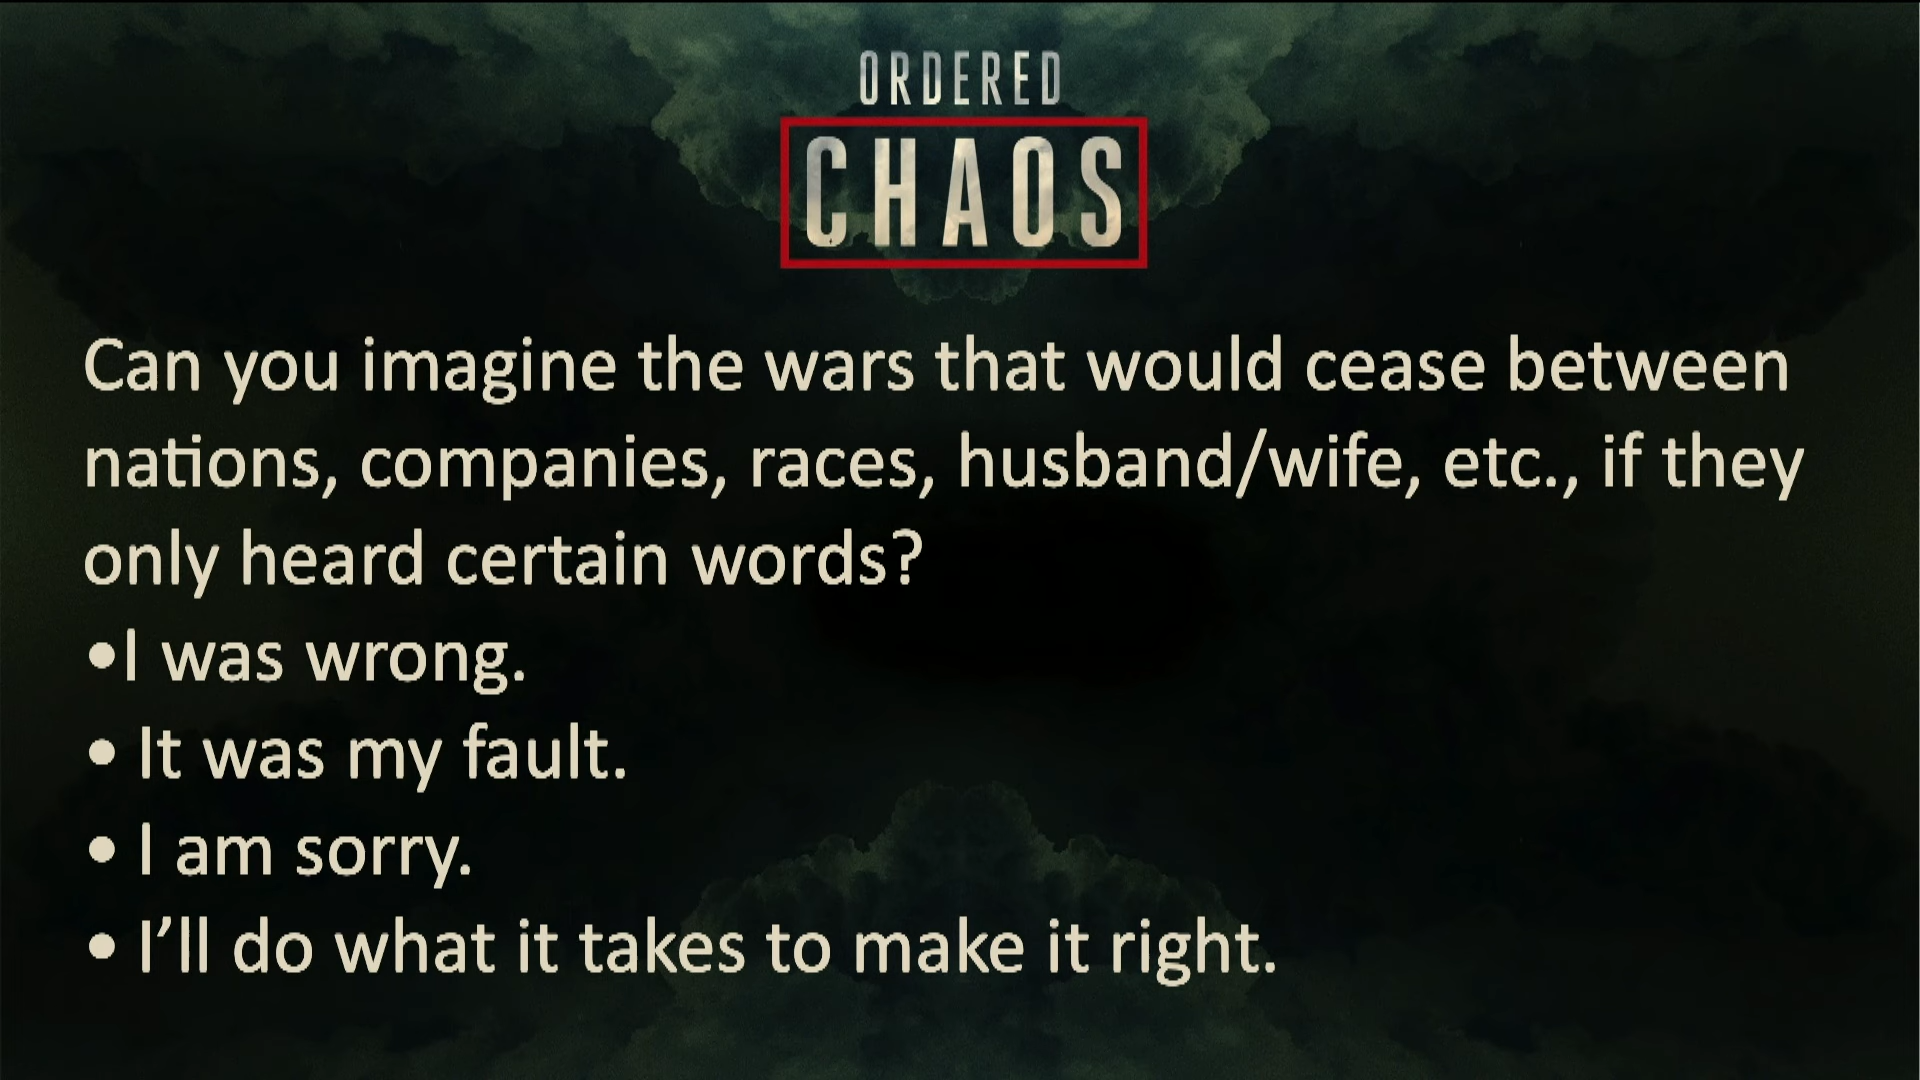 ORDERED
CHAOS
Can you imagine the wars that would cease between
nations, companies, races, husband/wife, etc., if they
only heard certain words?
•I was wrong.
• It was my fault.
• I am sorry.
• I’ll do what it takes to make it right.